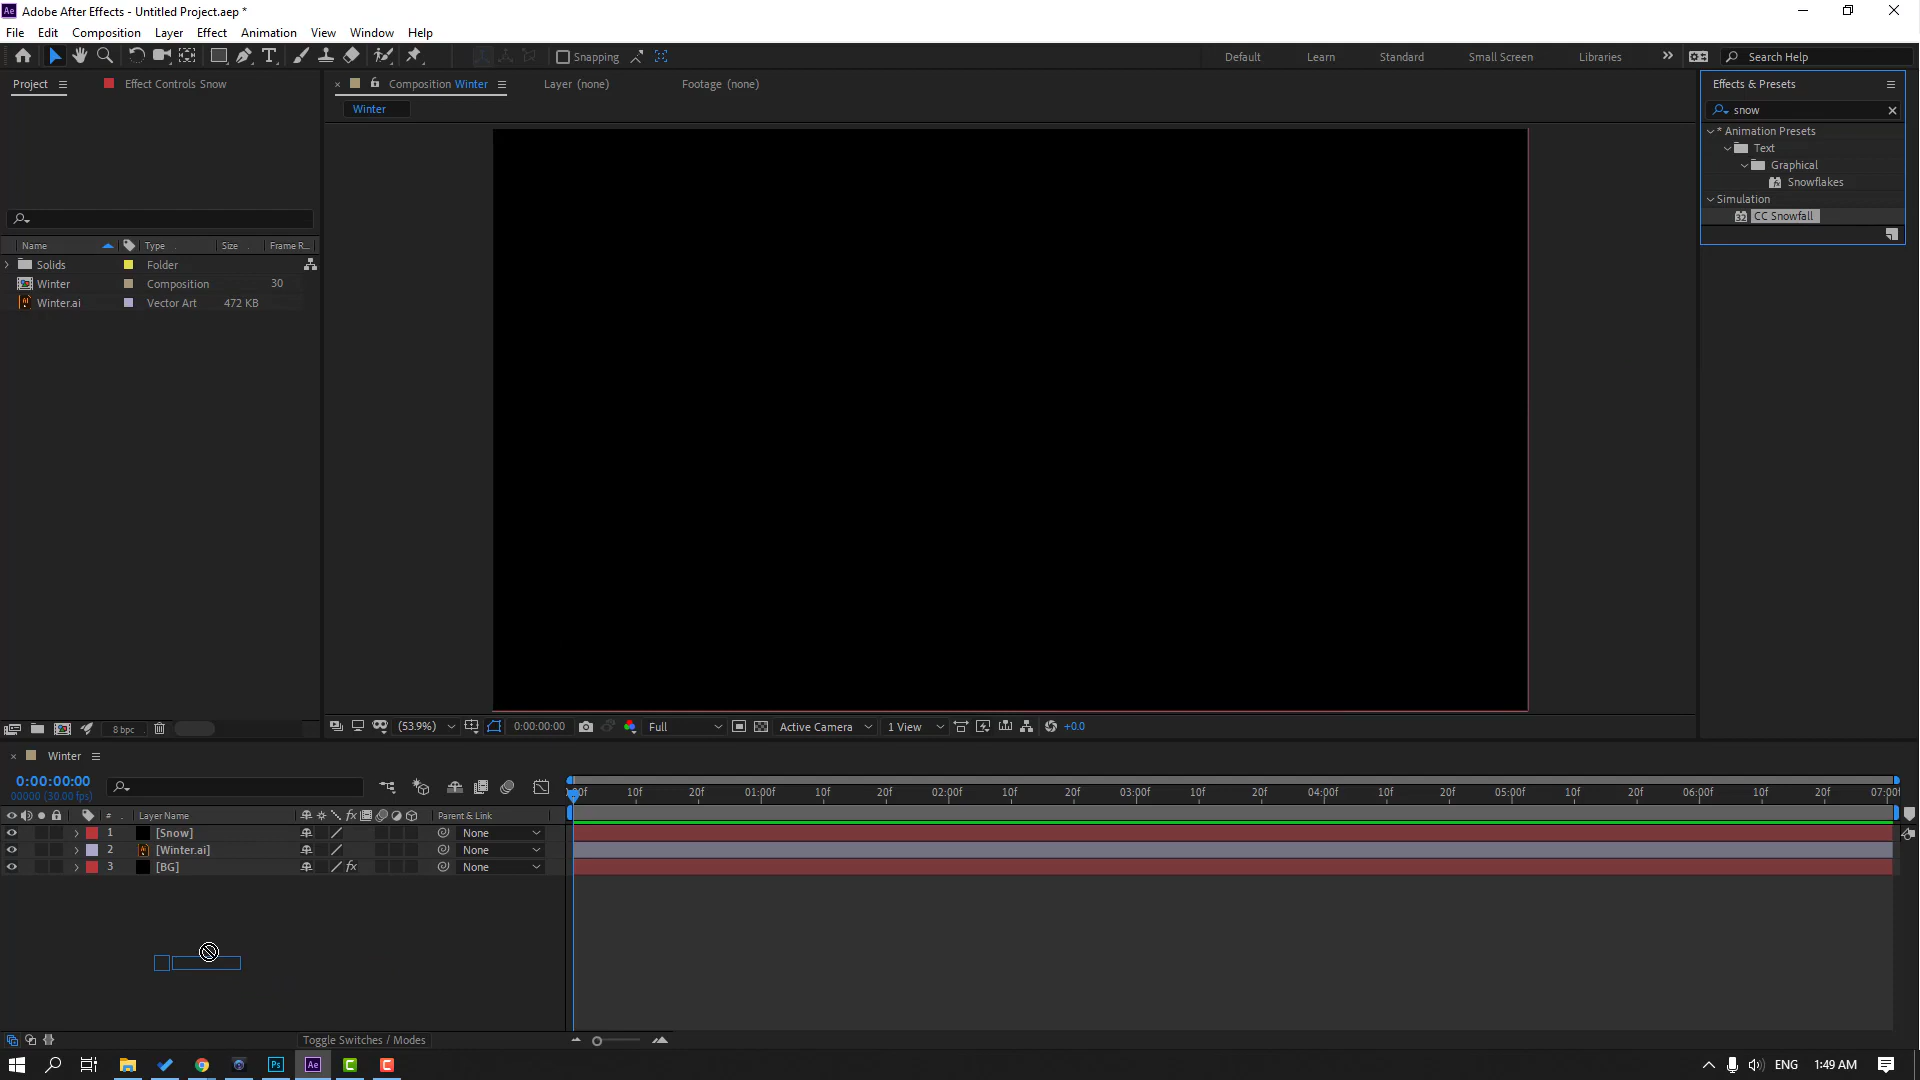 Adobe After Effects - Untitled Project.aep *
File Edit Composition Layer Effect Animation View Window Help
Snapping
Default Learn Standard Small Screen Libraries
Search Help
Project
Effect Controls Snow
Composition Winter
Layer (none)
Footage (none)
Effects & Presets
Winter
snow
* Animation Presets
Text
Graphical
Snowflakes
Simulation
CC Snowfall
Name Type Size Frame R...
Solids Folder
Winter Composition 30
Winter.ai Vector Art 472 KB
8 bpc
(53.9%) 0:00:00:00 Full Active Camera 1 View +0.0
Winter
0:00:00:00
00000 (30.00 fps)
10f 20f 01:00f 10f 20f 02:00f 10f 20f 03:00f 10f 20f 04:00f 10f 20f 05:00f 10f 20f 06:00f 10f 20f 07:00f
# Layer Name Parent & Link
1 [Snow] None
2 [Winter.ai] None
3 [BG] fx None
Toggle Switches / Modes
Ps Ae C C ENG 1:49 AM